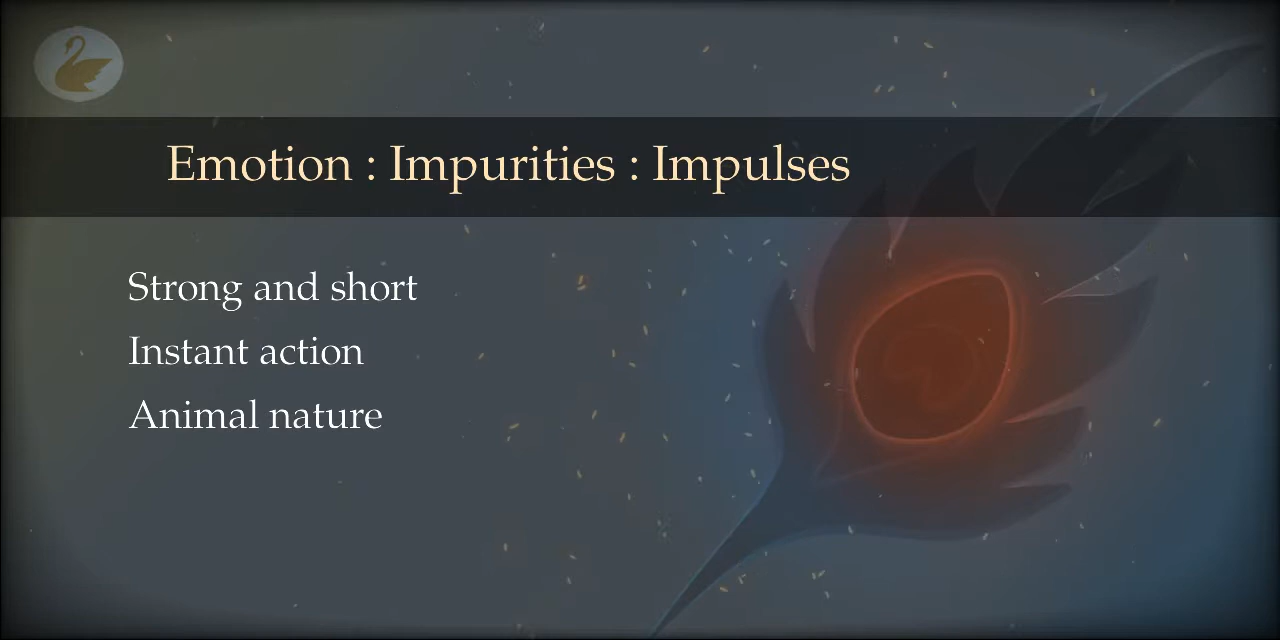 Emotion : Impurities : Impulses
Strong and short
Instant action
Animal nature